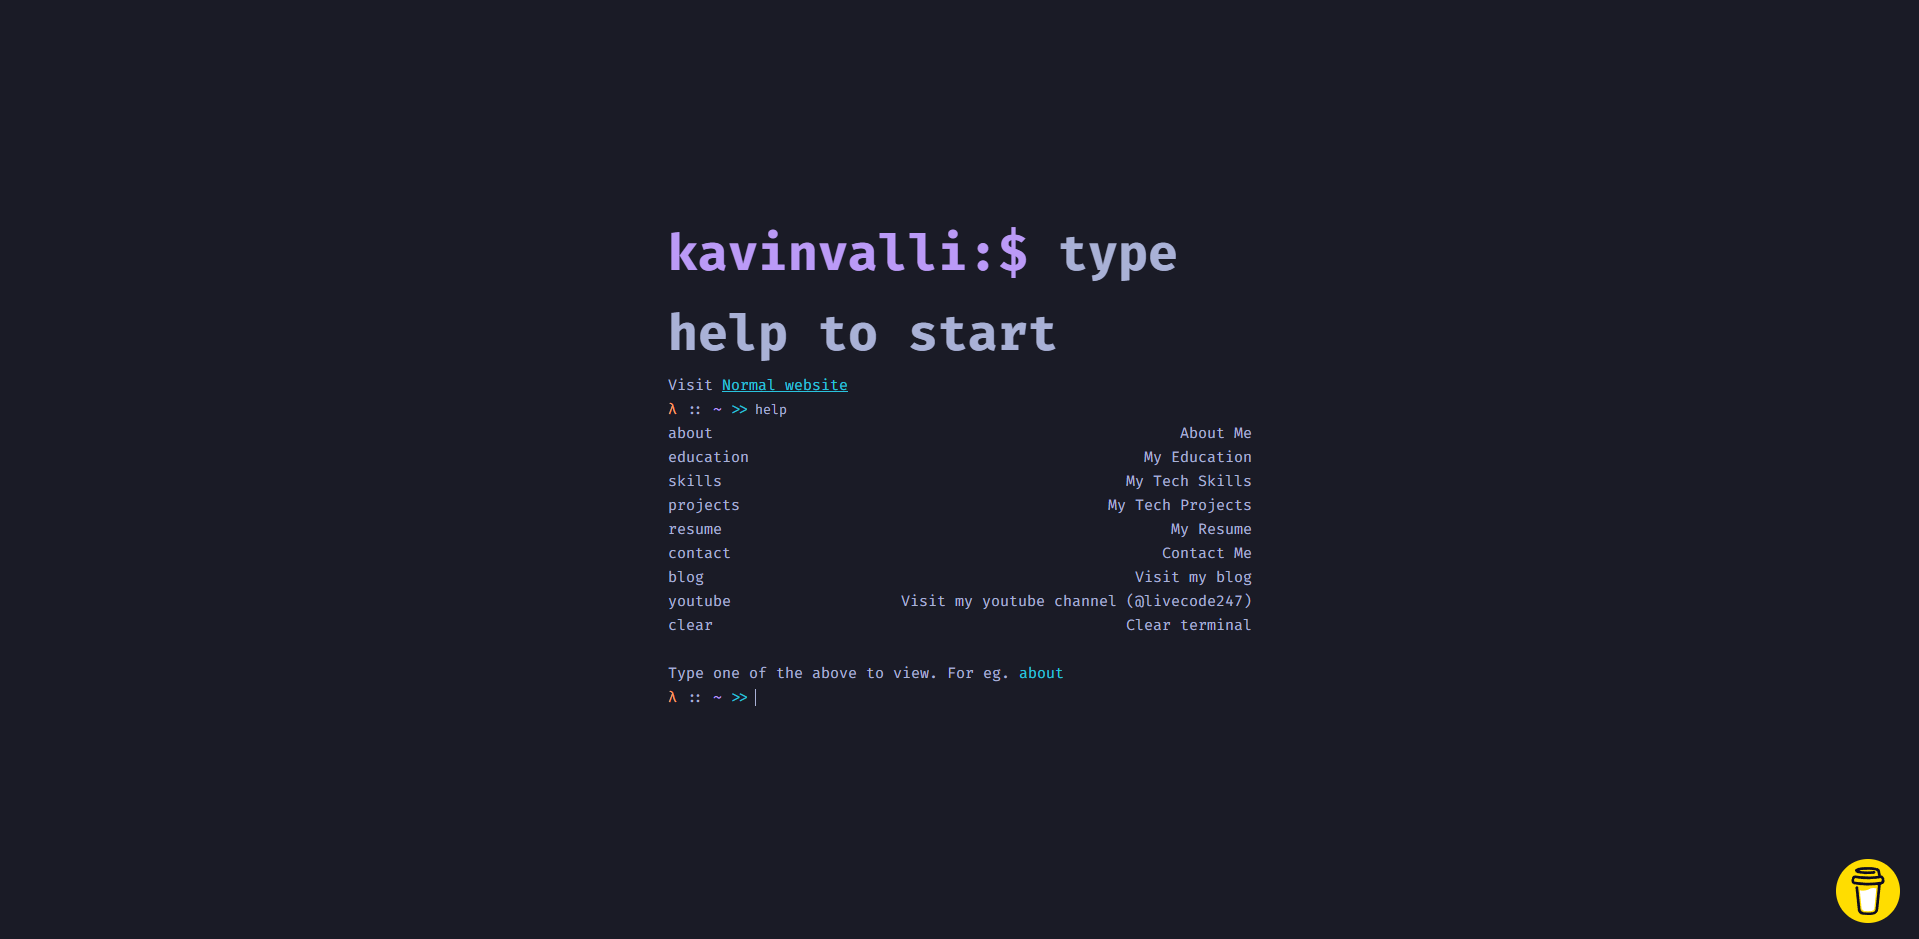 kavinvalli:$ type
help to start
Visit Normal website
λ :: ~ >> help
about About Me
education My Education
skills My Tech Skills
projects My Tech Projects
resume My Resume
contact Contact Me
blog Visit my blog
youtube Visit my youtube channel (@livecode247)
clear Clear terminal
Type one of the above to view. For eg. about
λ :: ~ >>